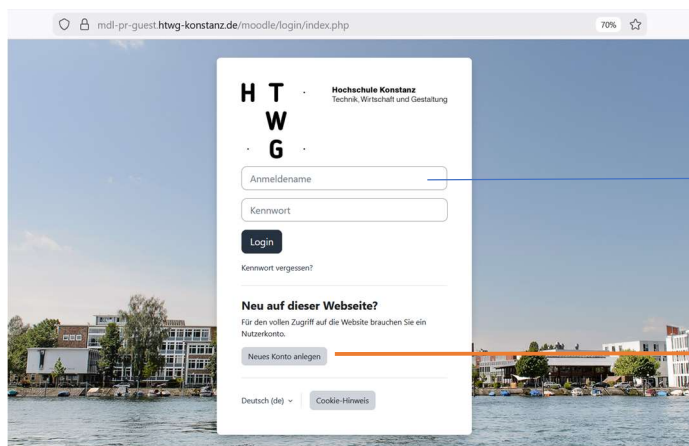 mdl-pr-guest.htwg-konstanz.de/moodle/login/index.php
70%
H T
W
G
Hochschule Konstanz
Technik, Wirtschaft und Gestaltung
Anmeldename
Kennwort
Login
Kennwort vergessen?
Neu auf dieser Webseite?
Für den vollen Zugriff auf die Website brauchen Sie ein
Nutzerkonto.
Neues Konto anlegen
Deutsch (de)
Cookie-Hinweis